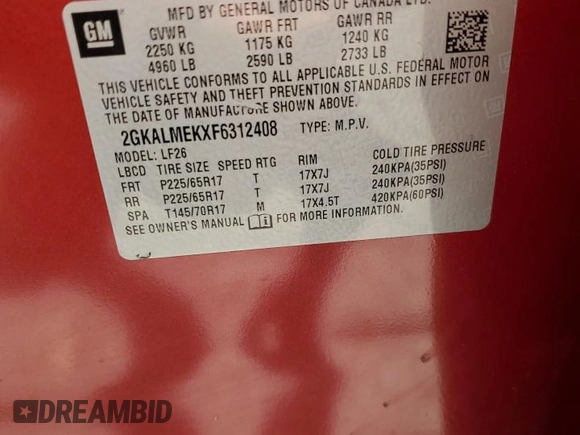 MFD BY GENERAL MOTORS OF CANADA LTD.
GM
GVWR GAWR FRT GAWR RR
2250 KG 1175 KG 1240 KG
4960 LB 2590 LB 2733 LB
THIS VEHICLE CONFORMS TO ALL APPLICABLE U.S. FEDERAL MOTOR
VEHICLE SAFETY AND THEFT PREVENTION STANDARDS IN EFFECT ON
THE DATE OF MANUFACTURE SHOWN ABOVE.
2GKALMEKXF6312408 TYPE: M.P.V.
MODEL: LF26
LBCD TIRE SIZE SPEED RTG RIM COLD TIRE PRESSURE
FRT P225/65R17 T 17X7J 240KPA(35PSI)
RR P225/65R17 T 17X7J 240KPA(35PSI)
SPA T145/70R17 M 17X4.5T 420KPA(60PSI)
SEE OWNER'S MANUAL FOR MORE INFORMATION.
DREAMBID